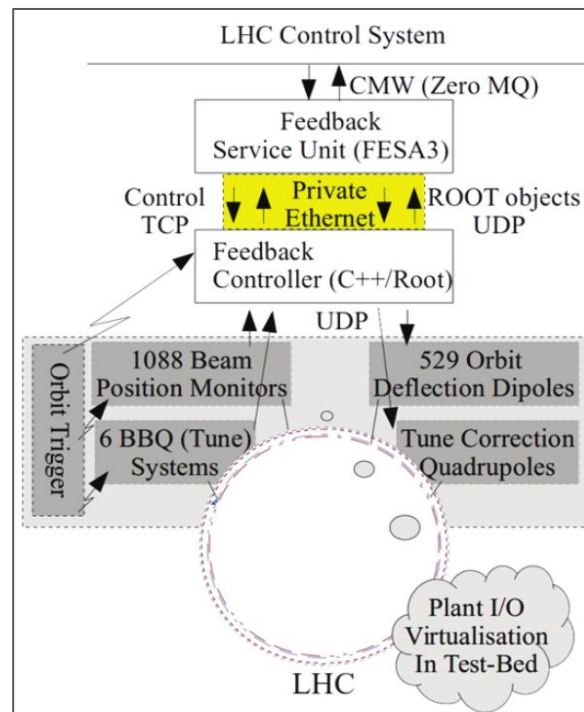 LHC Control System
CMW (Zero MQ)
Feedback
Service Unit (FESA3)
Control
TCP
Private
Ethernet
ROOT objects
UDP
Feedback
Controller (C++/Root)
UDP
Orbit Trigger
1088 Beam
Position Monitors
529 Orbit
Deflection Dipoles
6 BBQ (Tune)
Systems
Tune Correction
Quadrupoles
Plant I/O
Virtualisation
In Test-Bed
LHC